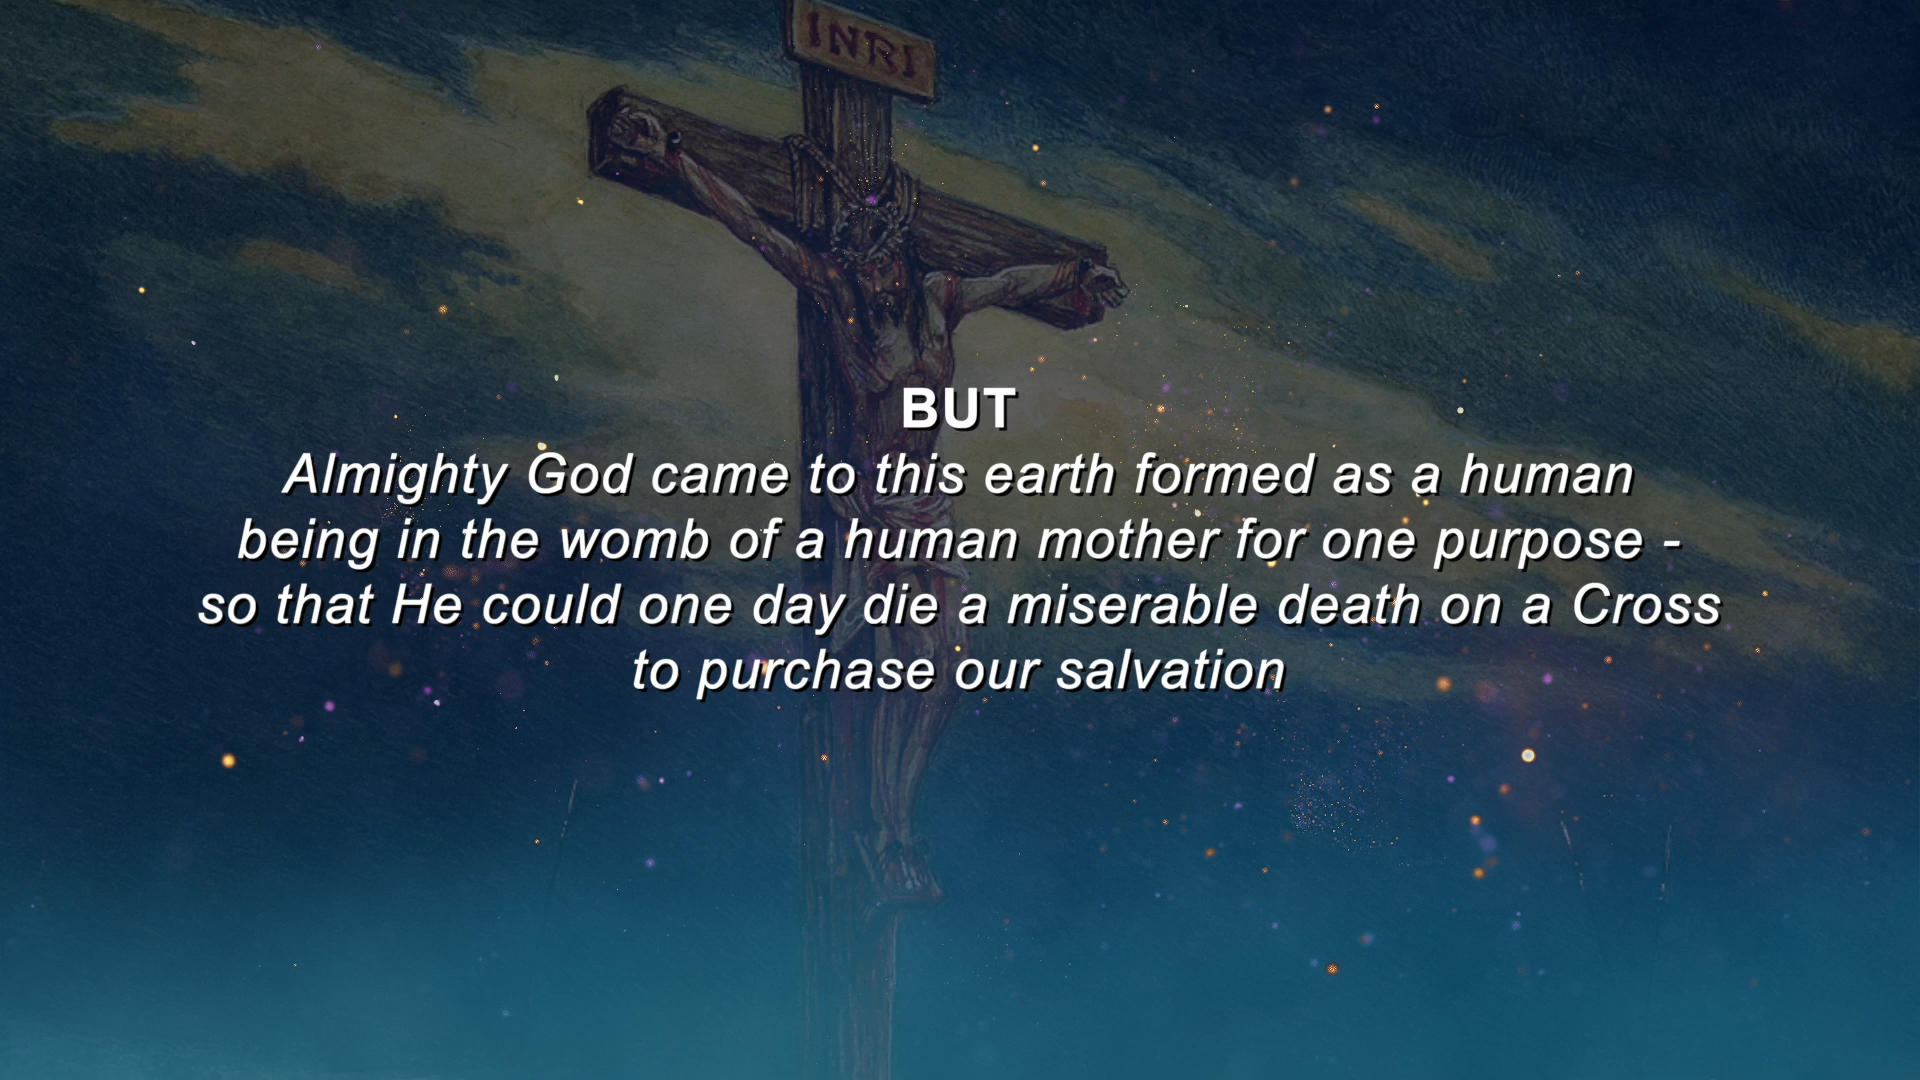 INRI
BUT
Almighty God came to this earth formed as a human
being in the womb of a human mother for one purpose -
so that He could one day die a miserable death on a Cross
to purchase our salvation